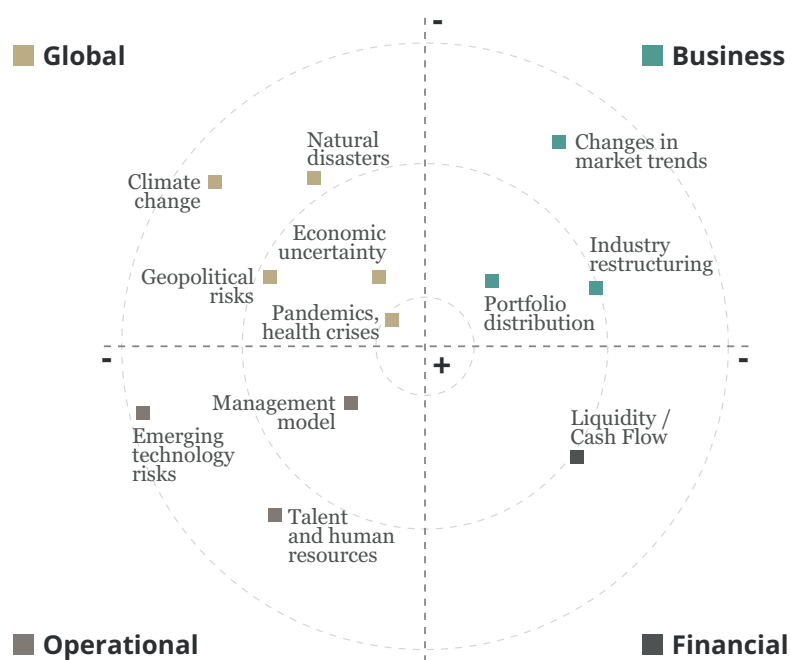 -
Global
Business
Natural
disasters
Changes in
market trends
Climate
change
Economic
uncertainty
Industry
restructuring
Geopolitical
risks
Portfolio
distribution
Pandemics,
health crises
-
+
-
Management
model
Liquidity /
Cash Flow
Emerging
technology
risks
Talent
and human
resources
Operational
Financial